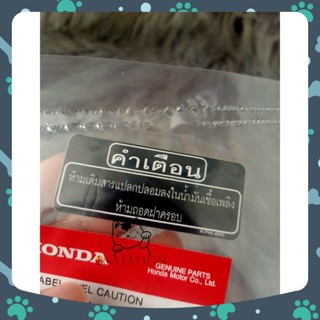 คำเตือน
ห้ามเติมสารแปลกปลอมลงในน้ำมันเชื้อเพลิง
ห้ามถอดฝาครอบ
HONDA
GENUINE PARTS
Honda Motor Co.,
LABEL, CAUTION